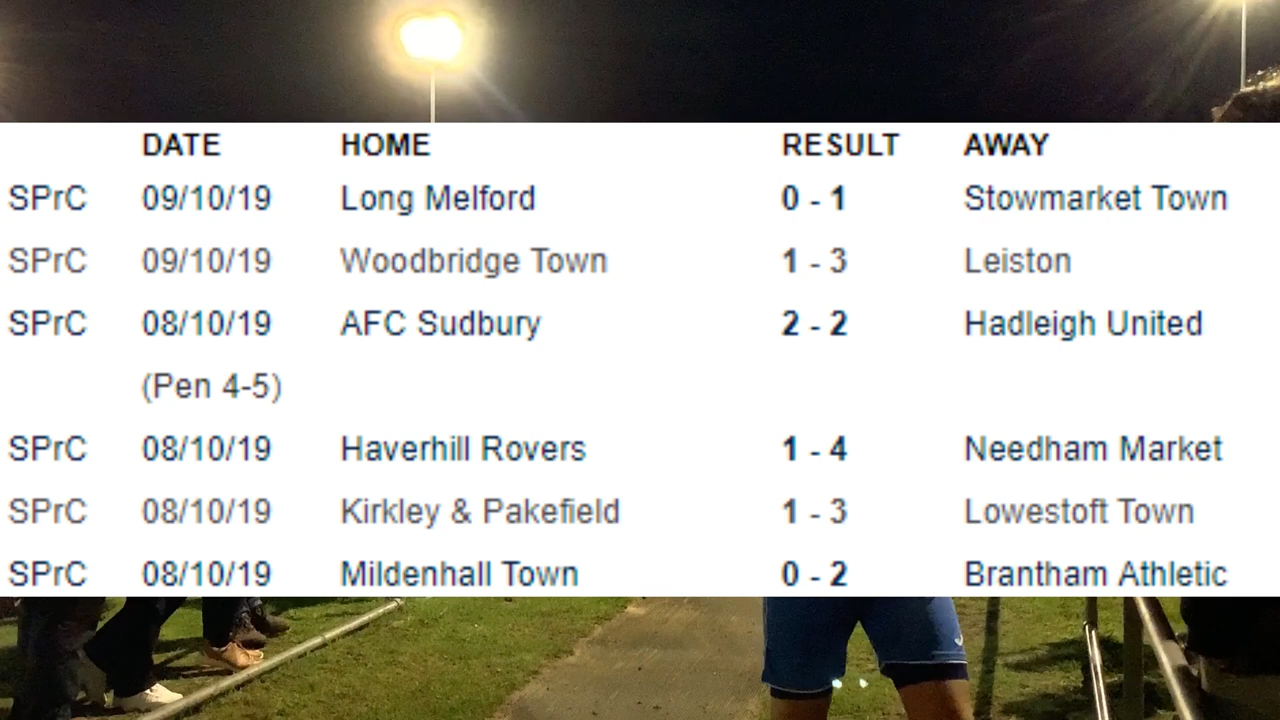 DATE HOME RESULT AWAY
SPrC 09/10/19 Long Melford 0 - 1 Stowmarket Town
SPrC 09/10/19 Woodbridge Town 1 - 3 Leiston
SPrC 08/10/19 AFC Sudbury 2 - 2 Hadleigh United
(Pen 4-5)
SPrC 08/10/19 Haverhill Rovers 1 - 4 Needham Market
SPrC 08/10/19 Kirkley & Pakefield 1 - 3 Lowestoft Town
SPrC 08/10/19 Mildenhall Town 0 - 2 Brantham Athletic